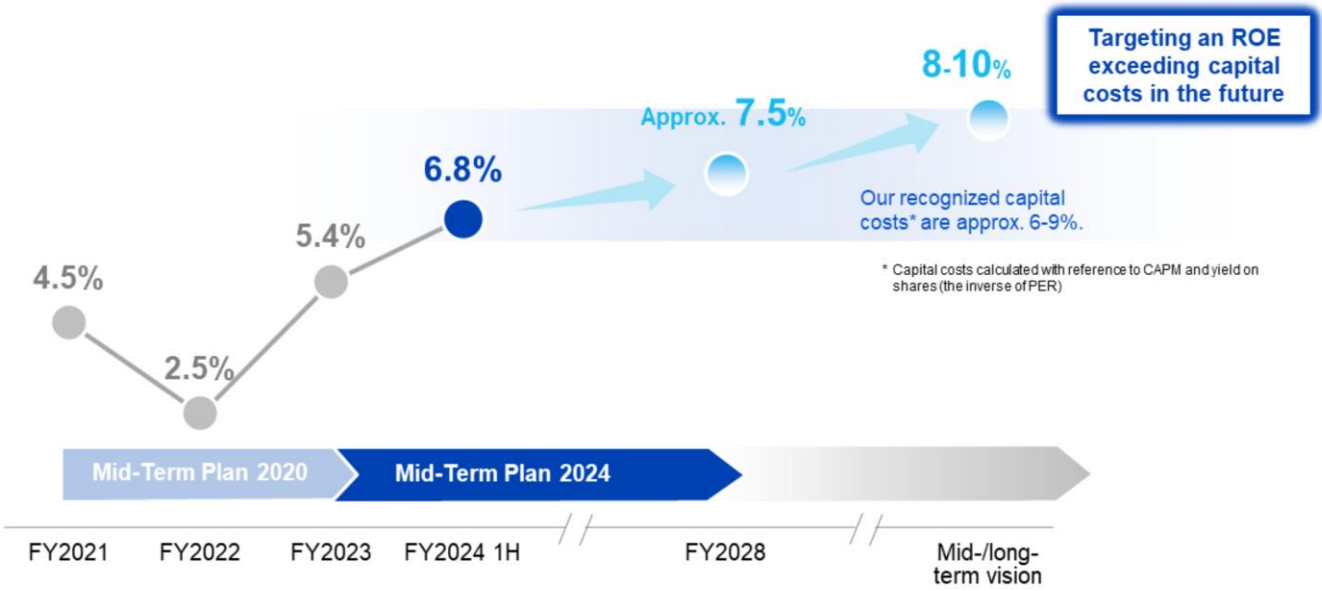 Targeting an ROE
exceeding capital
costs in the future
8-10%
Approx. 7.5%
6.8%
5.4%
4.5%
2.5%
Our recognized capital
costs* are approx. 6-9%.
* Capital costs calculated with reference to CAPM and yield on
shares (the inverse of PER)
Mid-Term Plan 2020
Mid-Term Plan 2024
FY2021
FY2022
FY2023
FY2024 1H
FY2028
Mid-/long-
term vision